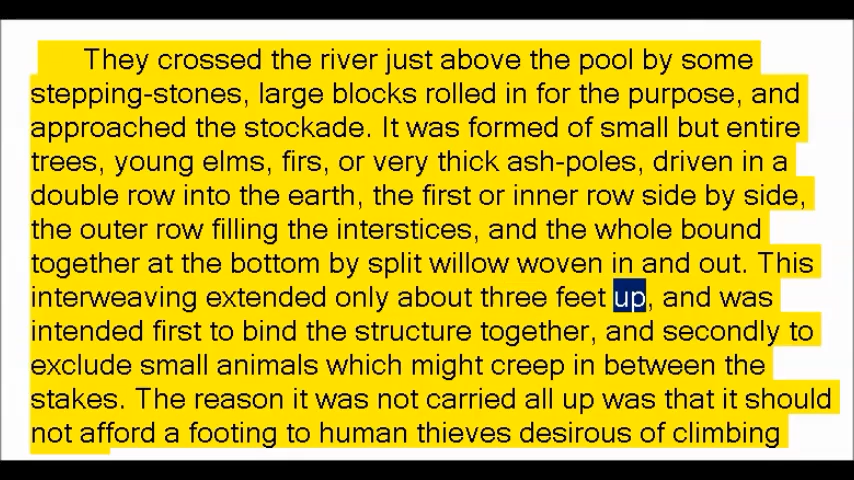 They crossed the river just above the pool by some
stepping-stones, large blocks rolled in for the purpose, and
approached the stockade. It was formed of small but entire
trees, young elms, firs, or very thick ash-poles, driven in a
double row into the earth, the first or inner row side by side,
the outer row filling the interstices, and the whole bound
together at the bottom by split willow woven in and out. This
interweaving extended only about three feet up, and was
intended first to bind the structure together, and secondly to
exclude small animals which might creep in between the
stakes. The reason it was not carried all up was that it should
not afford a footing to human thieves desirous of climbing